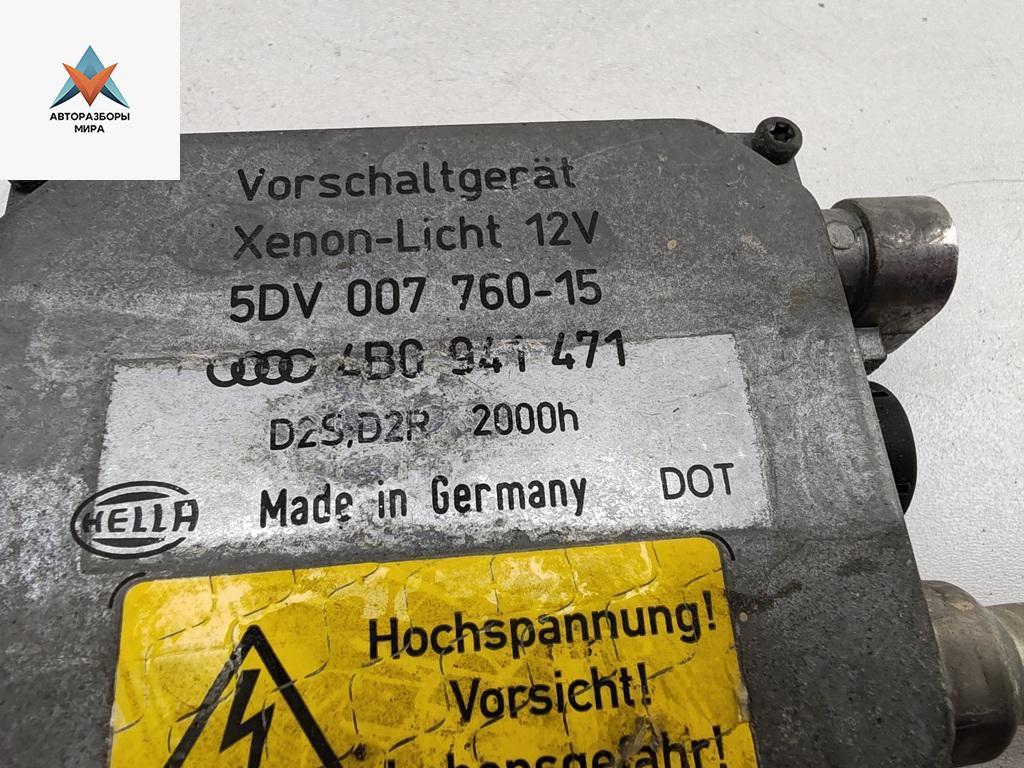 АВТОРАЗБОРЫ
МИРА
Vorschaltgerät
Xenon-Licht 12V
5DV 007 760-15
4B0 941 471
D2S,D2R 2000h
Made in Germany DOT
HELLA
Hochspannung!
Vorsicht!
Lebensgefahr!